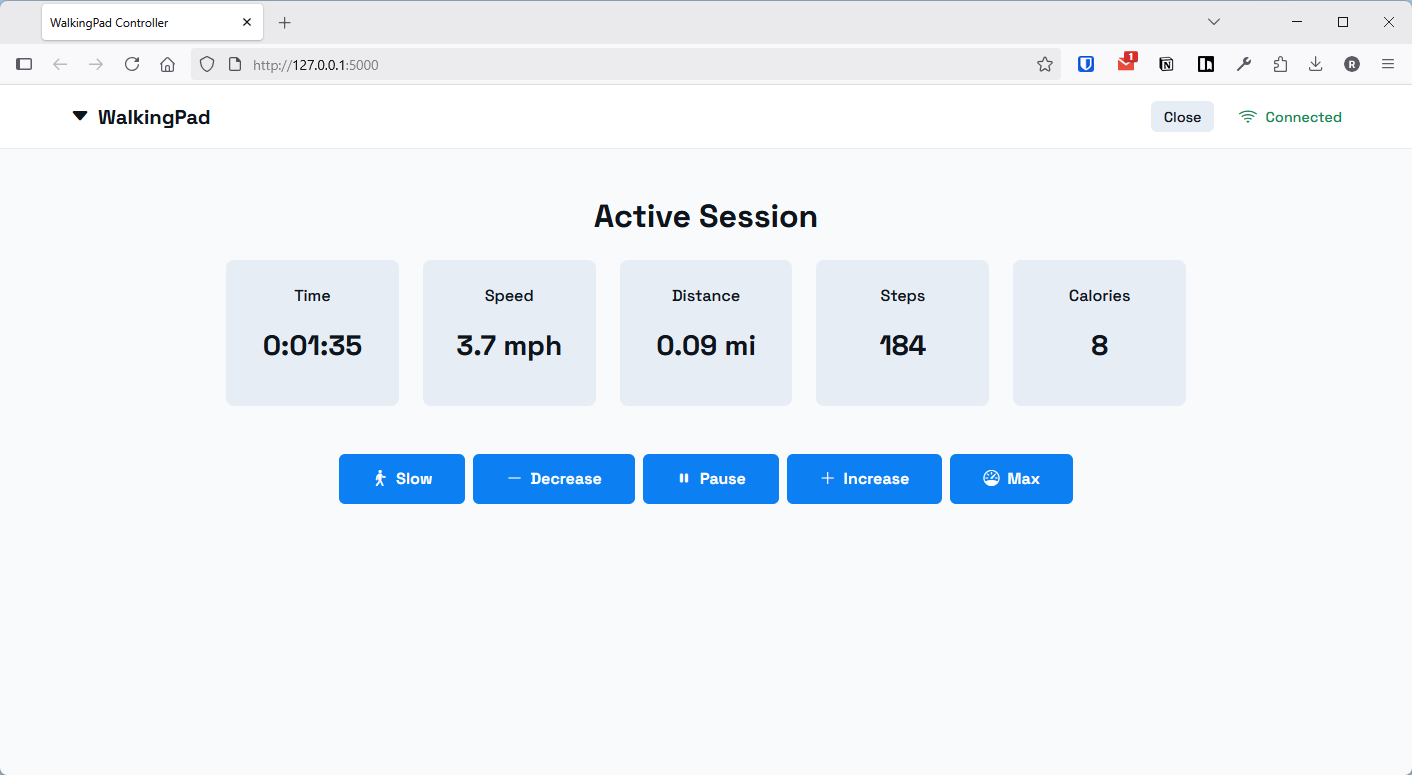 WalkingPad Controller
http://127.0.0.1:5000
1
N
R
WalkingPad
Close
Connected
Active Session
Time
Speed
Distance
Steps
Calories
0:01:35
3.7 mph
0.09 mi
184
8
Slow
Decrease
Pause
Increase
Max